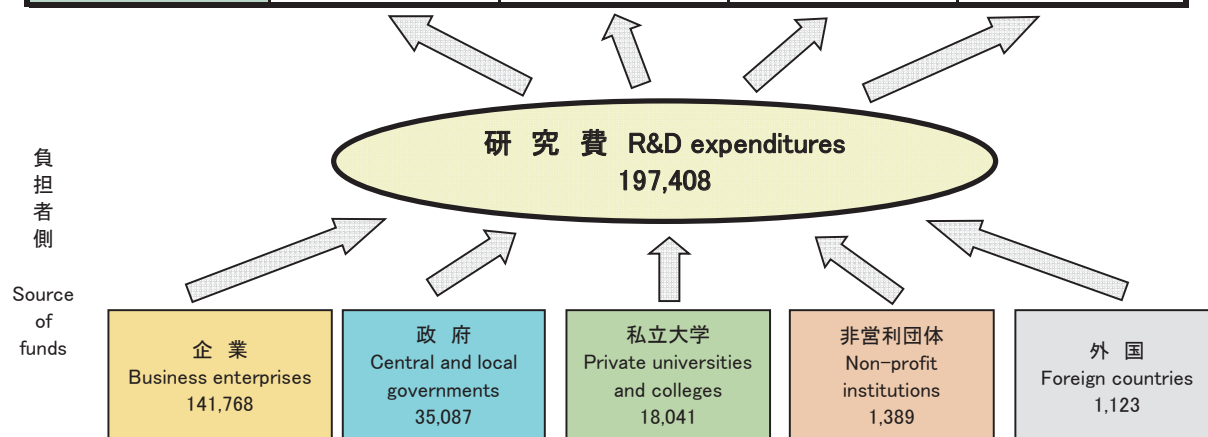 研 究 費 R&D expenditures
197,408
負担者側
Source
of
funds
企 業
Business enterprises
141,768
政 府
Central and local
governments
35,087
私立大学
Private universities
and colleges
18,041
非営利団体
Non-profit
institutions
1,389
外 国
Foreign countries
1,123